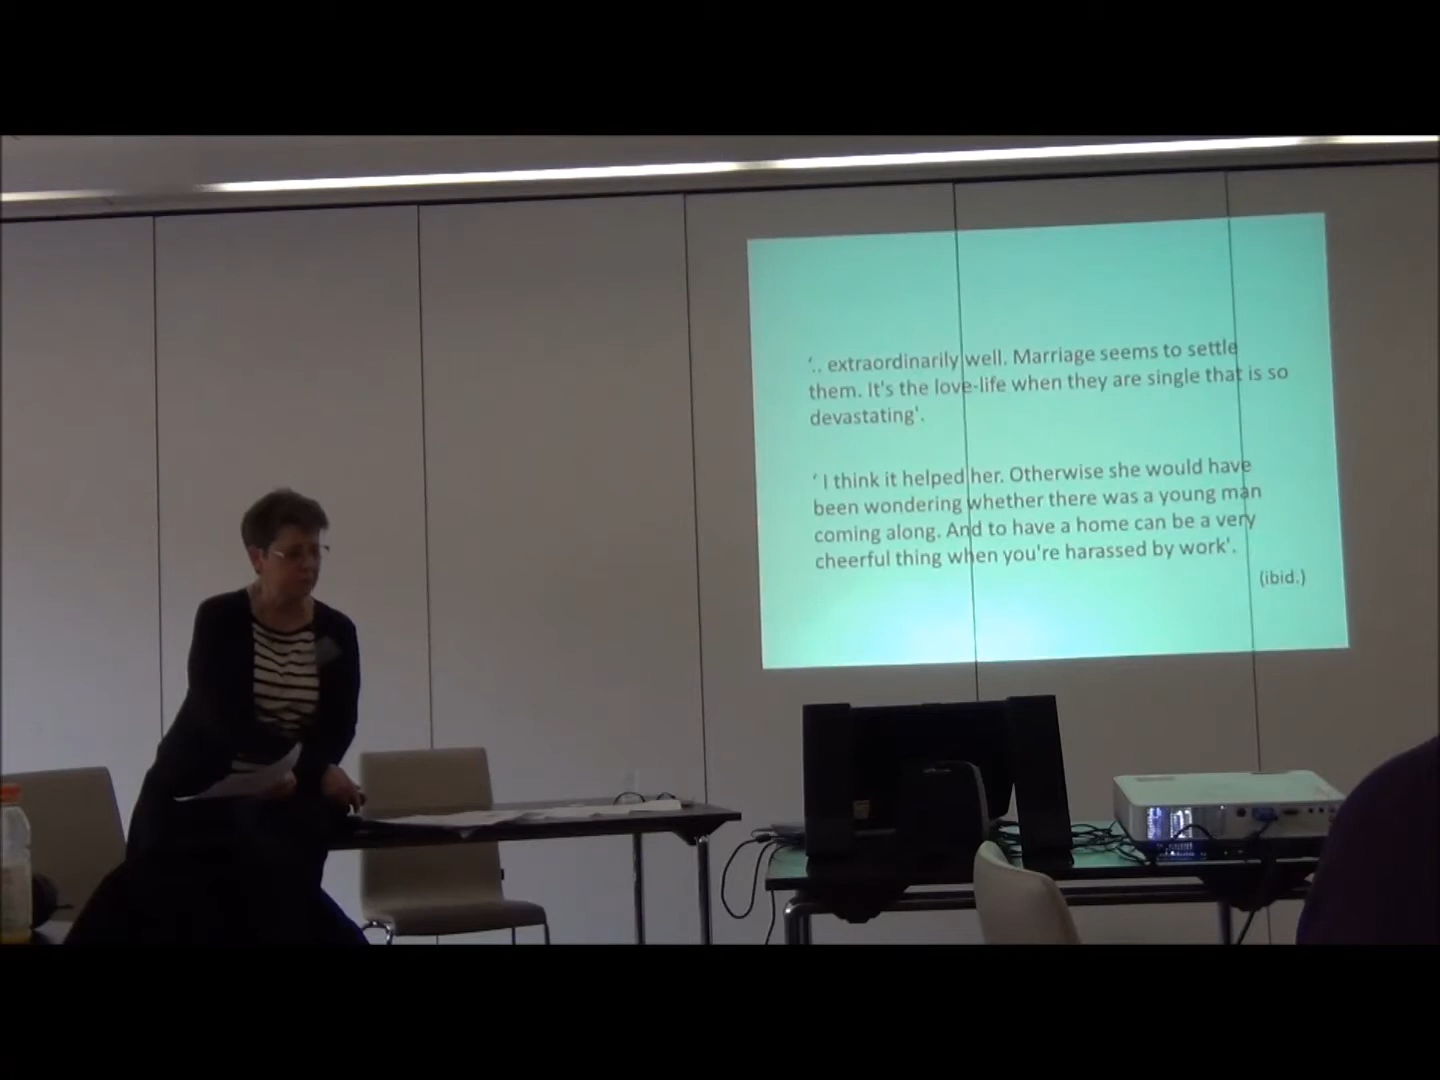 ‘.. extraordinarily well. Marriage seems to settle
them. It's the love-life when they are single that is so
devastating'.
‘ I think it helped her. Otherwise she would have
been wondering whether there was a young man
coming along. And to have a home can be a very
cheerful thing when you're harassed by work'.
(ibid.)